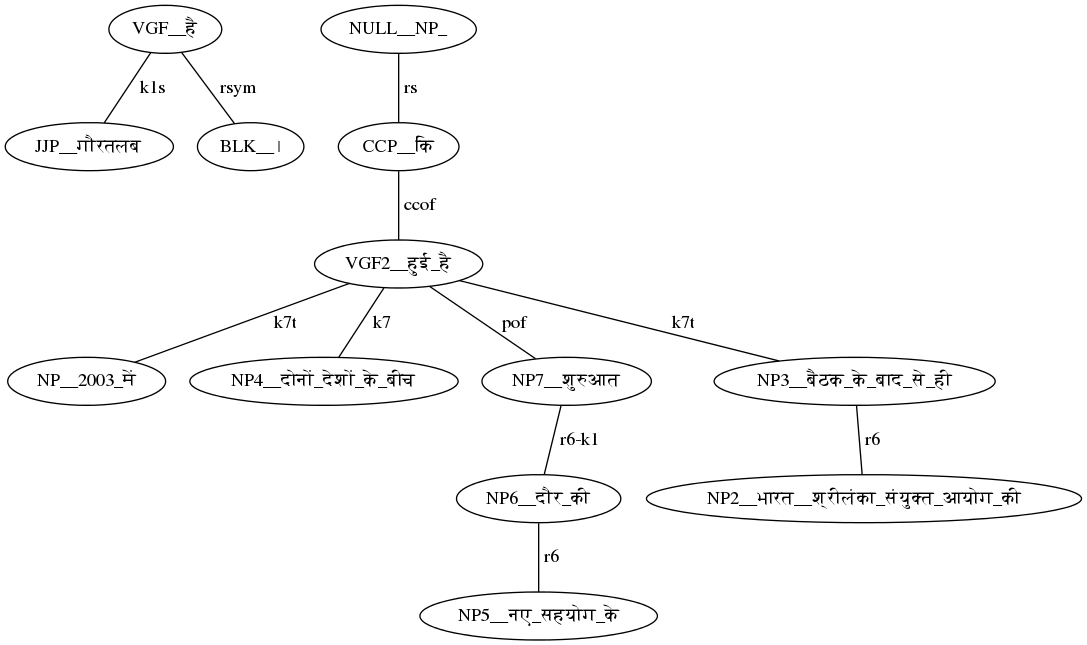 VGF__है
NULL__NP_
k1s
rsym
rs
JJP__गौरतलब
BLK__।
CCP__कि
ccof
VGF2__हुई_है
k7t
k7
pof
k7t
NP__2003_में
NP4__दोनों_देशों_के_बीच
NP7__शुरुआत
NP3__बैठक_के_बाद_से_ही
r6-k1
r6
NP6__दौर_की
NP2__भारत__श्रीलंका_संयुक्त_आयोग_की
r6
NP5__नए_सहयोग_के